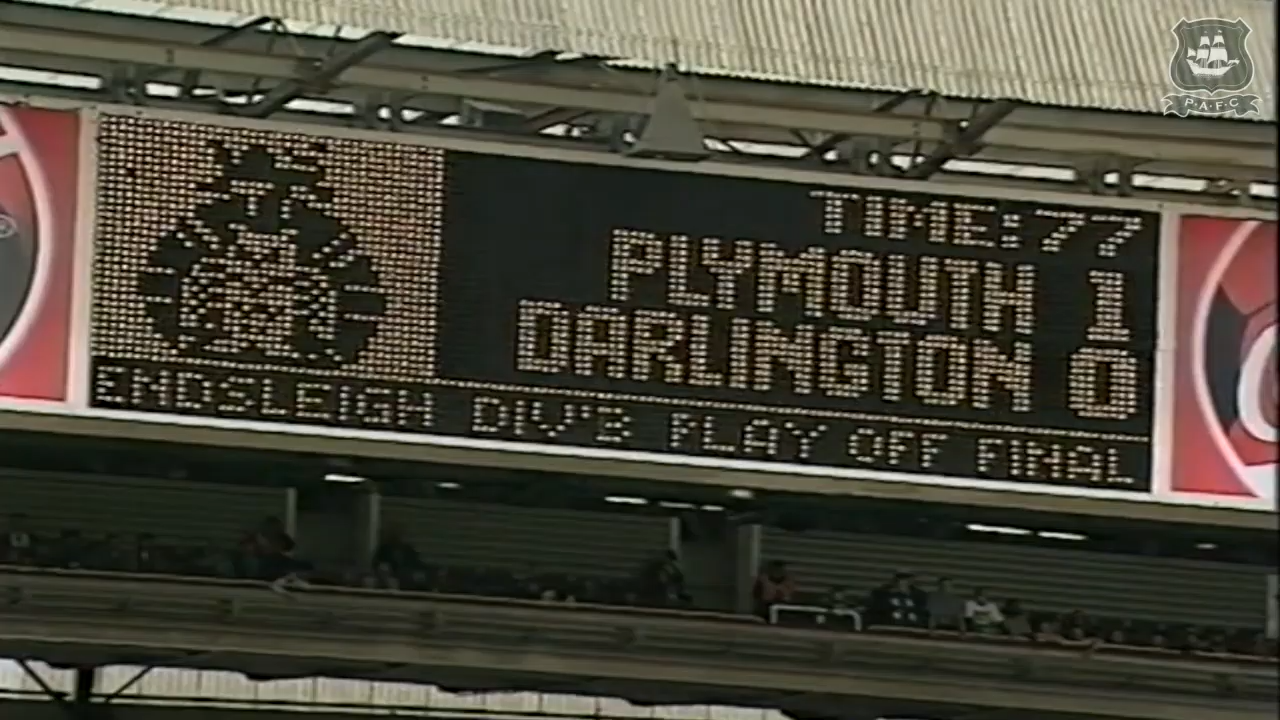 TIME:77
PLYMOUTH 1
DARLINGTON 0
ENDSLEIGH DIV'3 PLAY OFF FINAL
P·A·F·C